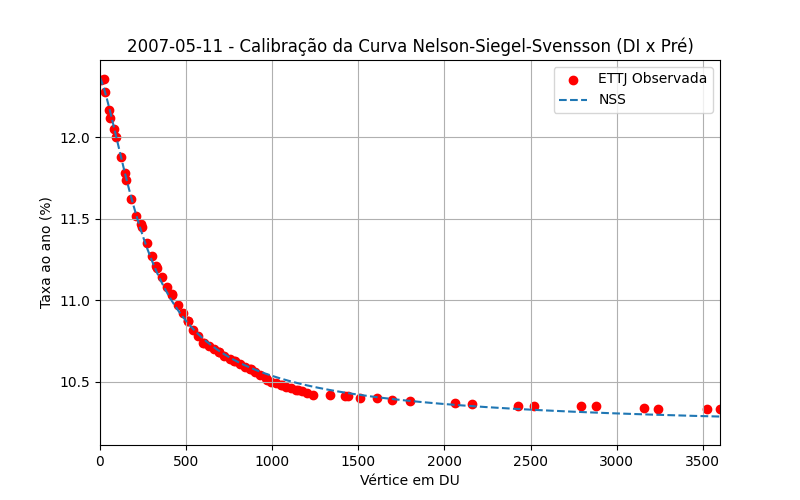 2007-05-11 - Calibração da Curva Nelson-Siegel-Svensson (DI x Pré)
ETTJ Observada
NSS
Taxa ao ano (%)
12.0
11.5
11.0
10.5
0 500 1000 1500 2000 2500 3000 3500
Vértice em DU